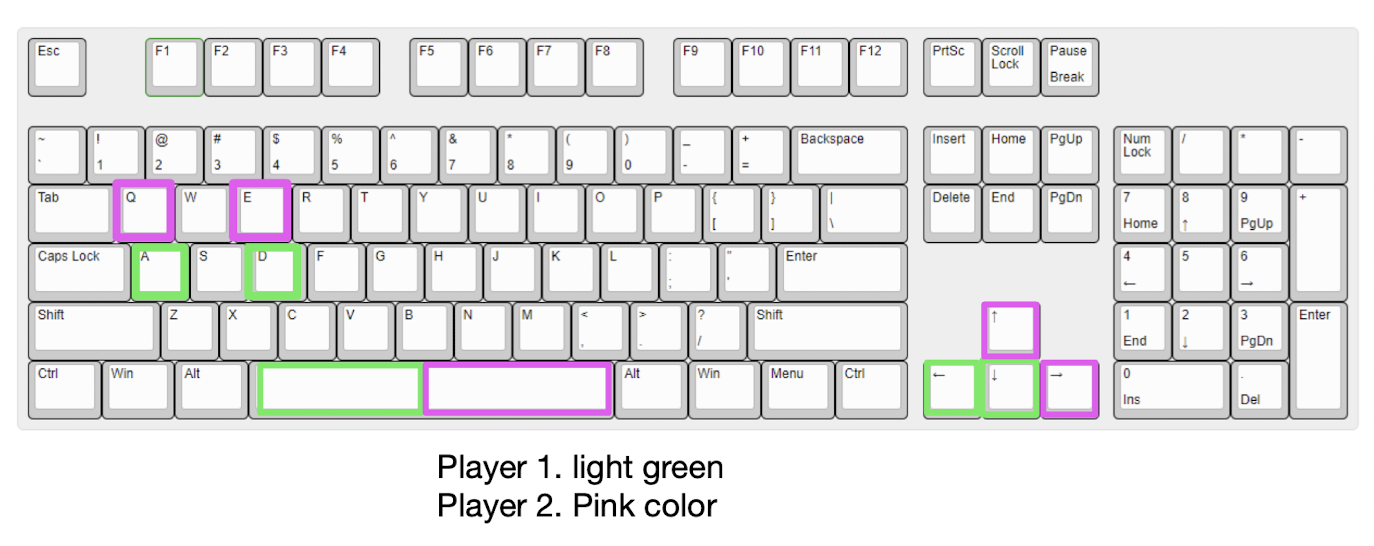 Esc F1 F2 F3 F4 F5 F6 F7 F8 F9 F10 F11 F12 PrtSc Scroll Lock Pause Break
~ ` ! 1 @ 2 # 3 $ 4 % 5 ^ 6 & 7 * 8 ( 9 ) 0 _ - + = Backspace Insert Home PgUp Num Lock / * -
Tab Q W E R T Y U I O P { [ } ] | \ Delete End PgDn 7 Home 8 ↑ 9 PgUp +
Caps Lock A S D F G H J K L : ; " ' Enter 4 ← 5 6 →
Shift Z X C V B N M < , > . ? / Shift ↑ 1 End 2 ↓ 3 PgDn Enter
Ctrl Win Alt Alt Win Menu Ctrl ← ↓ → 0 Ins . Del
Player 1. light green
Player 2. Pink color